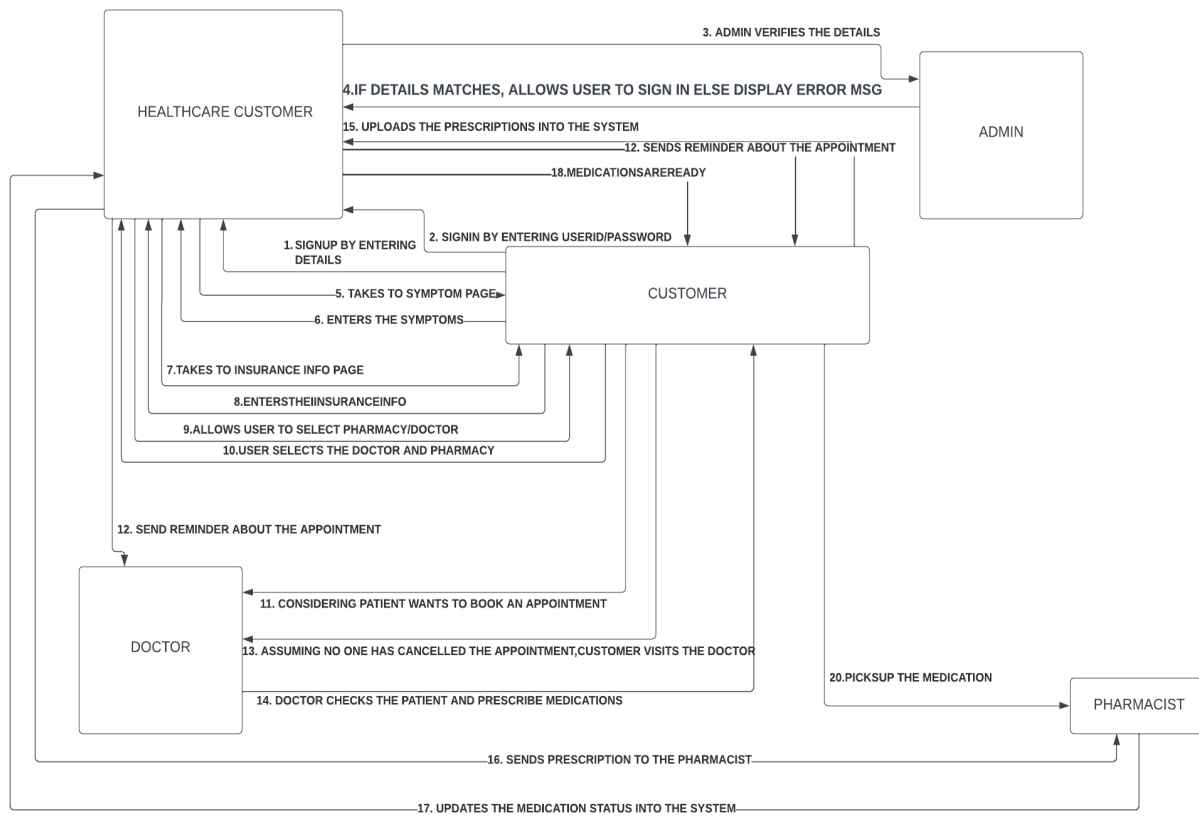 3. ADMIN VERIFIES THE DETAILS
4.IF DETAILS MATCHES, ALLOWS USER TO SIGN IN ELSE DISPLAY ERROR MSG
HEALTHCARE CUSTOMER
15. UPLOADS THE PRESCRIPTIONS INTO THE SYSTEM
ADMIN
12. SENDS REMINDER ABOUT THE APPOINTMENT
18.MEDICATIONSAREREADY
2. SIGNIN BY ENTERING USERID/PASSWORD
1. SIGNUP BY ENTERING
DETAILS
CUSTOMER
5. TAKES TO SYMPTOM PAGE
6. ENTERS THE SYMPTOMS
7.TAKES TO INSURANCE INFO PAGE
8.ENTERSTHEIINSURANCEINFO
9.ALLOWS USER TO SELECT PHARMACY/DOCTOR
10.USER SELECTS THE DOCTOR AND PHARMACY
12. SEND REMINDER ABOUT THE APPOINTMENT
11. CONSIDERING PATIENT WANTS TO BOOK AN APPOINTMENT
DOCTOR
13. ASSUMING NO ONE HAS CANCELLED THE APPOINTMENT,CUSTOMER VISITS THE DOCTOR
20.PICKSUP THE MEDICATION
14. DOCTOR CHECKS THE PATIENT AND PRESCRIBE MEDICATIONS
PHARMACIST
16. SENDS PRESCRIPTION TO THE PHARMACIST
17. UPDATES THE MEDICATION STATUS INTO THE SYSTEM